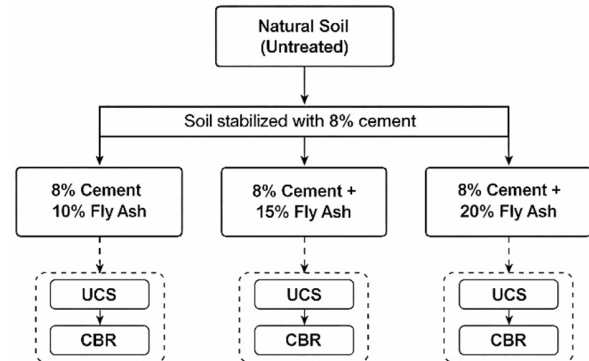 Natural Soil
(Untreated)
Soil stabilized with 8% cement
8% Cement
10% Fly Ash
8% Cement +
15% Fly Ash
8% Cement +
20% Fly Ash
UCS
CBR
UCS
CBR
UCS
CBR